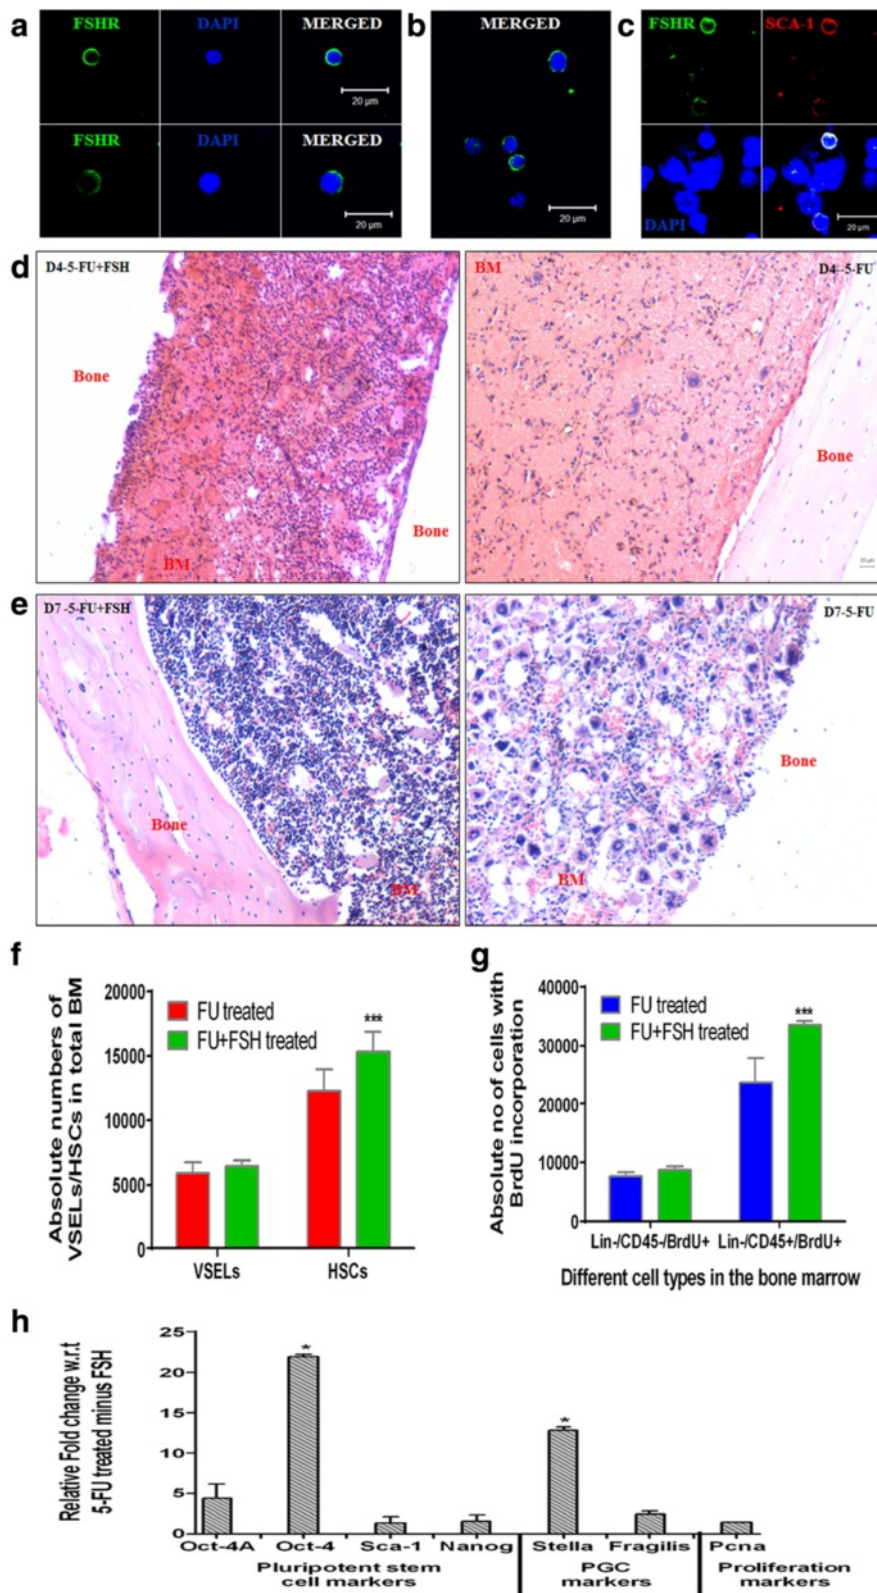 a
FSHR DAPI MERGED
20 µm
FSHR DAPI MERGED
20 µm
b
MERGED
20 µm
c
FSHR SCA-1
DAPI
20 µm
d
D4-5-FU+FSH
Bone
BM
Bone
BM
D4--5-FU
Bone
20 µm
e
D7 -5-FU+FSH
Bone
BM
D7-5-FU
Bone
BM
f
Absolute numbers of
VSELs/HSCs in total BM
20000
15000
10000
5000
0
FU treated
FU+FSH treated
***
VSELs HSCs
g
Absolute no of cells with
BrdU incorporation
40000
30000
20000
10000
0
FU treated
FU+FSH treated
***
Lin-/CD45-/BrdU+ Lin-/CD45+/BrdU+
Different cell types in the bone marrow
h
Relative Fold change w.r.t
5-FU treated minus FSH
25
20
15
10
5
0
*
*
Oct-4A Oct-4 Sca-1 Nanog Stella Fragilis Pcna
Pluripotent stem
cell markers
PGC
markers
Proliferation
markers